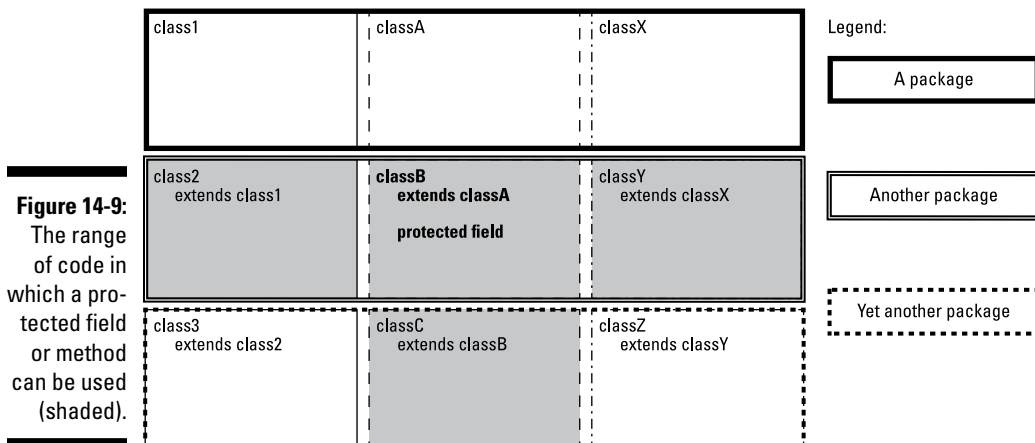 class1
classA
classX
Legend:
A package
class2
extends class1
classB
extends classA
protected field
classY
extends classX
Another package
class3
extends class2
classC
extends classB
classZ
extends classY
Yet another package
Figure 14-9:
The range
of code in
which a pro-
tected field
or method
can be used
(shaded).